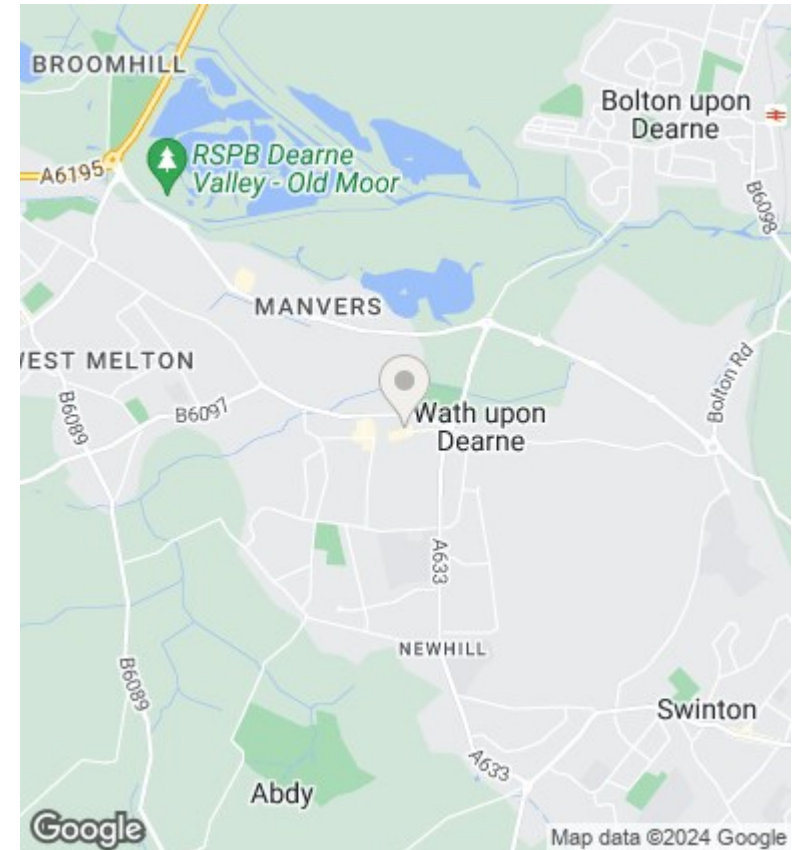 BROOMHILL
Bolton upon
Dearne
RSPB Dearne
Valley - Old Moor
A6195
B6098
MANVERS
EST MELTON
Bolton Rd
B6097
B6089
Wath upon
Dearne
A633
NEWHILL
B6089
Swinton
A633
Abdy
Google
Map data ©2024 Google